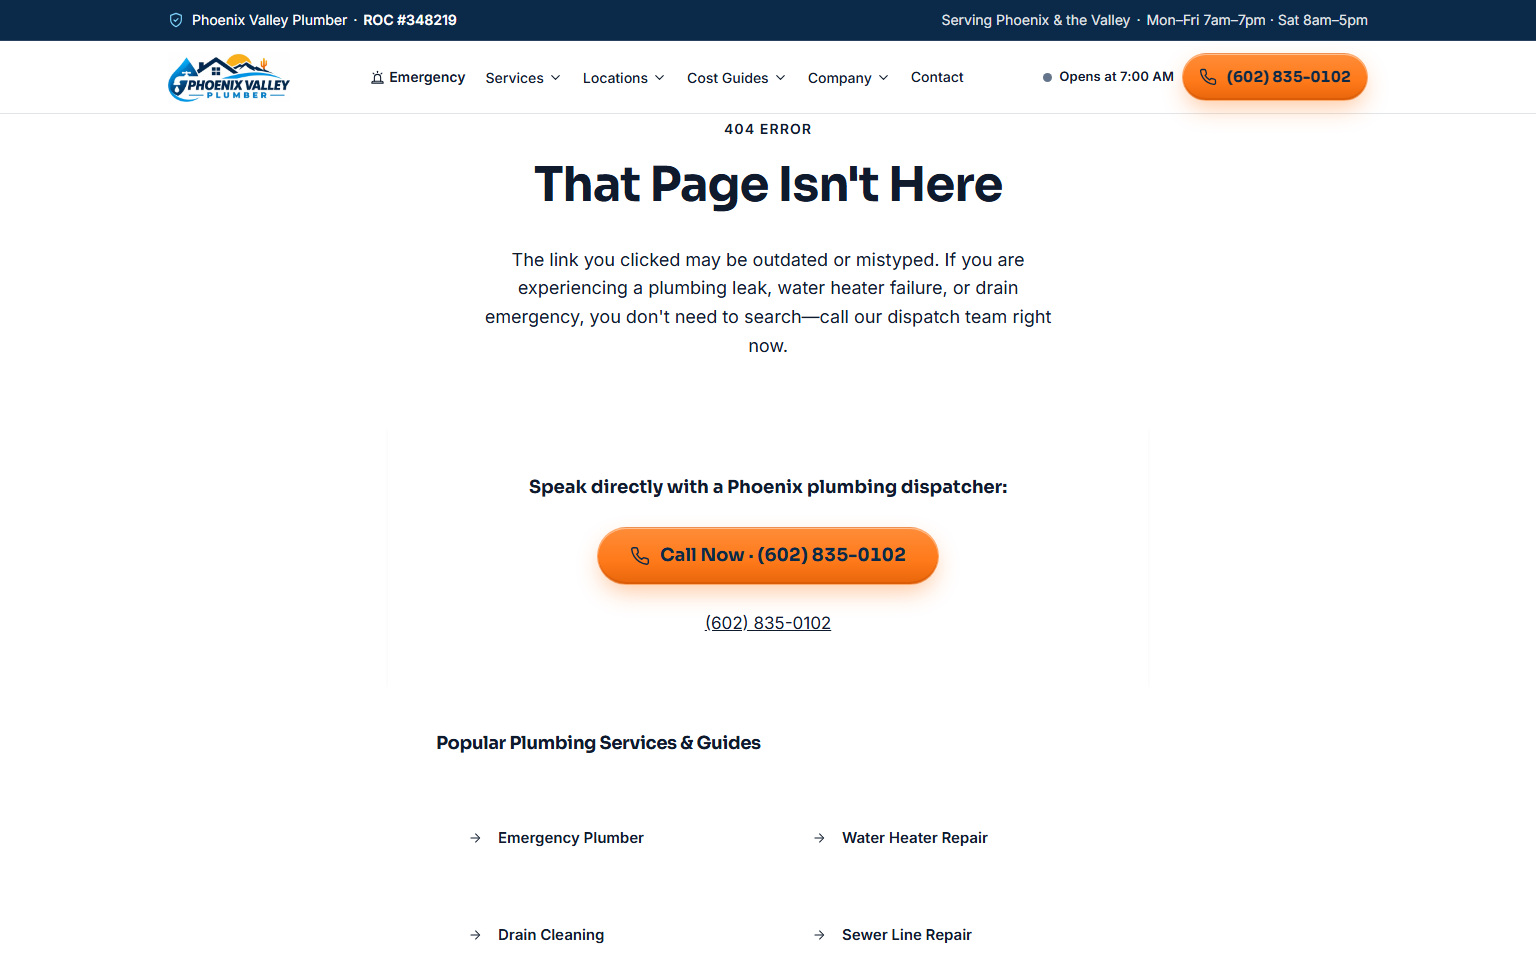 Phoenix Valley Plumber · ROC #348219
Serving Phoenix & the Valley · Mon–Fri 7am–7pm · Sat 8am–5pm
PHOENIX VALLEY
PLUMBER
Emergency
Services
Locations
Cost Guides
Company
Contact
Opens at 7:00 AM
(602) 835-0102
404 ERROR
That Page Isn't Here
The link you clicked may be outdated or mistyped. If you are
experiencing a plumbing leak, water heater failure, or drain
emergency, you don't need to search—call our dispatch team right
now.
Speak directly with a Phoenix plumbing dispatcher:
Call Now · (602) 835-0102
(602) 835-0102
Popular Plumbing Services & Guides
Emergency Plumber
Water Heater Repair
Drain Cleaning
Sewer Line Repair